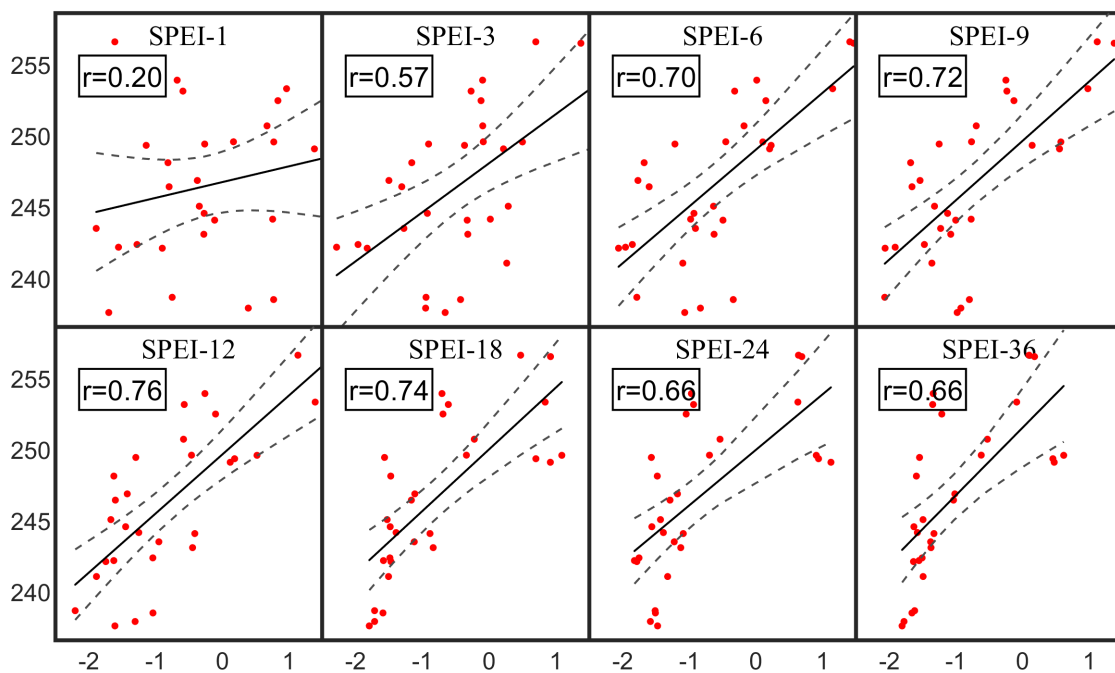 SPEI-1 SPEI-3 SPEI-6 SPEI-9
r=0.20 r=0.57 r=0.70 r=0.72
255
250
245
240
SPEI-12 SPEI-18 SPEI-24 SPEI-36
r=0.76 r=0.74 r=0.66 r=0.66
255
250
245
240
-2 -1 0 1 -2 -1 0 1 -2 -1 0 1 -2 -1 0 1